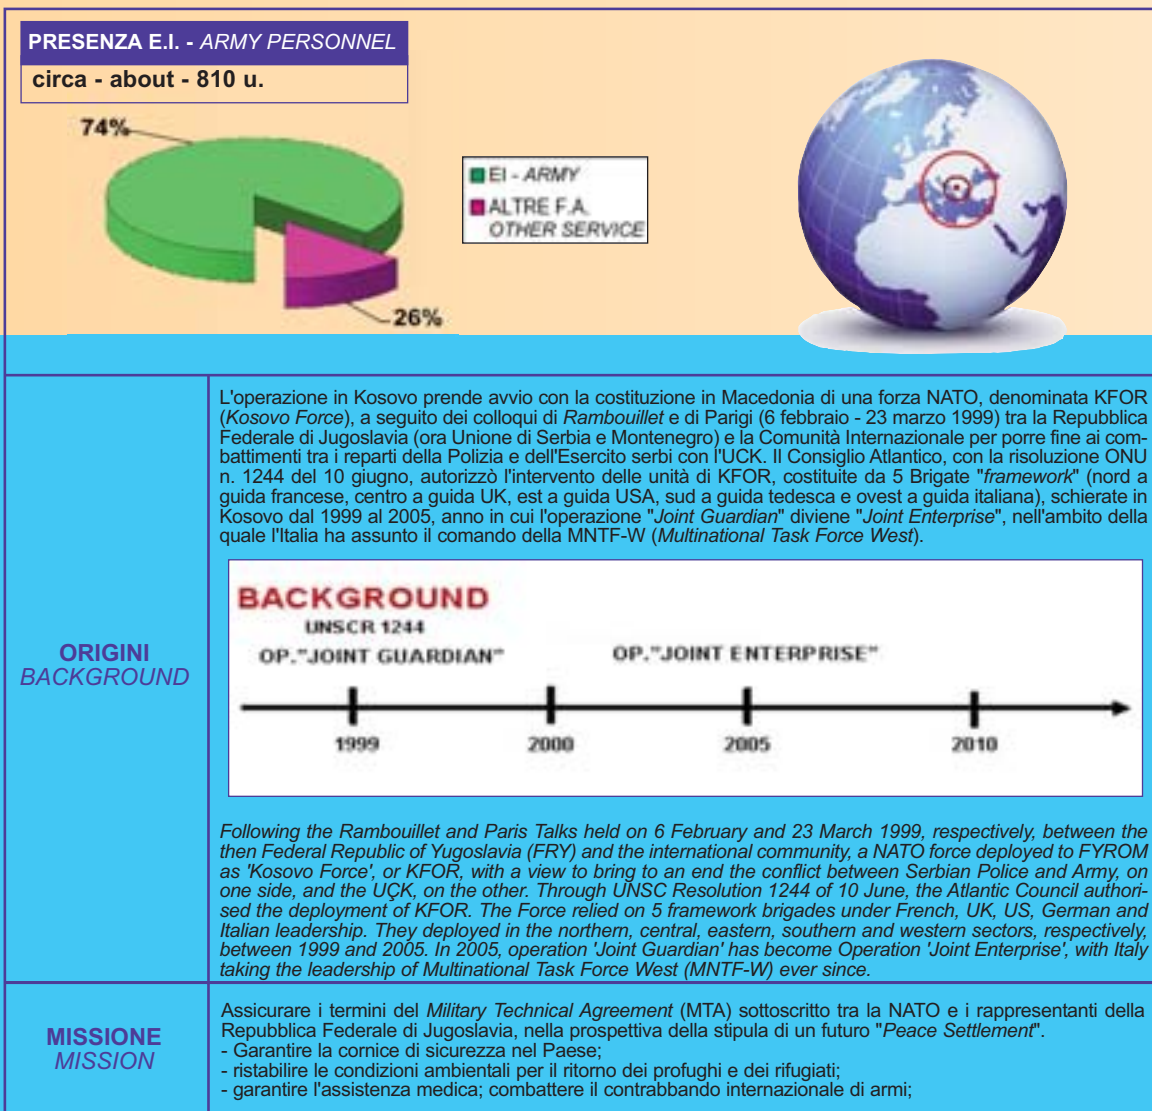 PRESENZA E.I. - ARMY PERSONNEL
circa - about - 810 u.
74%
EI - ARMY
ALTRE F.A.
OTHER SERVICE
26%
L'operazione in Kosovo prende avvio con la costituzione in Macedonia di una forza NATO, denominata KFOR
(Kosovo Force), a seguito dei colloqui di Rambouillet e di Parigi (6 febbraio - 23 marzo 1999) tra la Repubblica
Federale di Jugoslavia (ora Unione di Serbia e Montenegro) e la Comunità Internazionale per porre fine ai com-
battimenti tra i reparti della Polizia e dell'Esercito serbi con l'UCK. Il Consiglio Atlantico, con la risoluzione ONU
n. 1244 del 10 giugno, autorizzò l'intervento delle unità di KFOR, costituite da 5 Brigate "framework" (nord a
guida francese, centro a guida UK, est a guida USA, sud a guida tedesca e ovest a guida italiana), schierate in
Kosovo dal 1999 al 2005, anno in cui l'operazione "Joint Guardian" diviene "Joint Enterprise", nell'ambito della
quale l'Italia ha assunto il comando della MNTF-W (Multinational Task Force West).
BACKGROUND
UNSCR 1244
OP."JOINT GUARDIAN"
OP."JOINT ENTERPRISE"
1999
2000
2005
2010
ORIGINI
BACKGROUND
Following the Rambouillet and Paris Talks held on 6 February and 23 March 1999, respectively, between the
then Federal Republic of Yugoslavia (FRY) and the international community, a NATO force deployed to FYROM
as 'Kosovo Force', or KFOR, with a view to bring to an end the conflict between Serbian Police and Army, on
one side, and the UÇK, on the other. Through UNSC Resolution 1244 of 10 June, the Atlantic Council authori-
sed the deployment of KFOR. The Force relied on 5 framework brigades under French, UK, US, German and
Italian leadership. They deployed in the northern, central, eastern, southern and western sectors, respectively,
between 1999 and 2005. In 2005, operation 'Joint Guardian' has become Operation 'Joint Enterprise', with Italy
taking the leadership of Multinational Task Force West (MNTF-W) ever since.
MISSIONE
MISSION
Assicurare i termini del Military Technical Agreement (MTA) sottoscritto tra la NATO e i rappresentanti della
Repubblica Federale di Jugoslavia, nella prospettiva della stipula di un futuro "Peace Settlement".
- Garantire la cornice di sicurezza nel Paese;
- ristabilire le condizioni ambientali per il ritorno dei profughi e dei rifugiati;
- garantire l'assistenza medica; combattere il contrabbando internazionale di armi;